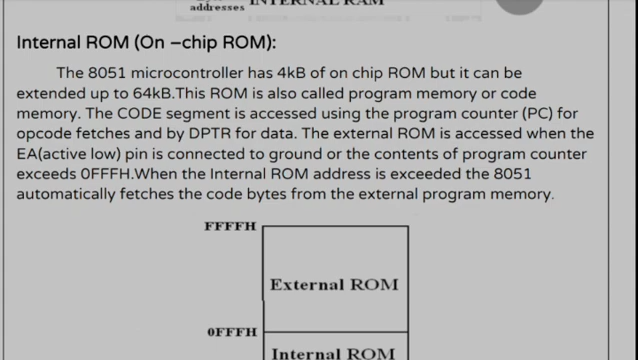 addresses INTERNAL RAM
Internal ROM (On –chip ROM):
The 8051 microcontroller has 4kB of on chip ROM but it can be
extended up to 64kB.This ROM is also called program memory or code
memory. The CODE segment is accessed using the program counter (PC) for
opcode fetches and by DPTR for data. The external ROM is accessed when the
EA(active low) pin is connected to ground or the contents of program counter
exceeds 0FFFH.When the Internal ROM address is exceeded the 8051
automatically fetches the code bytes from the external program memory.
FFFFH
External ROM
0FFFH
Internal ROM